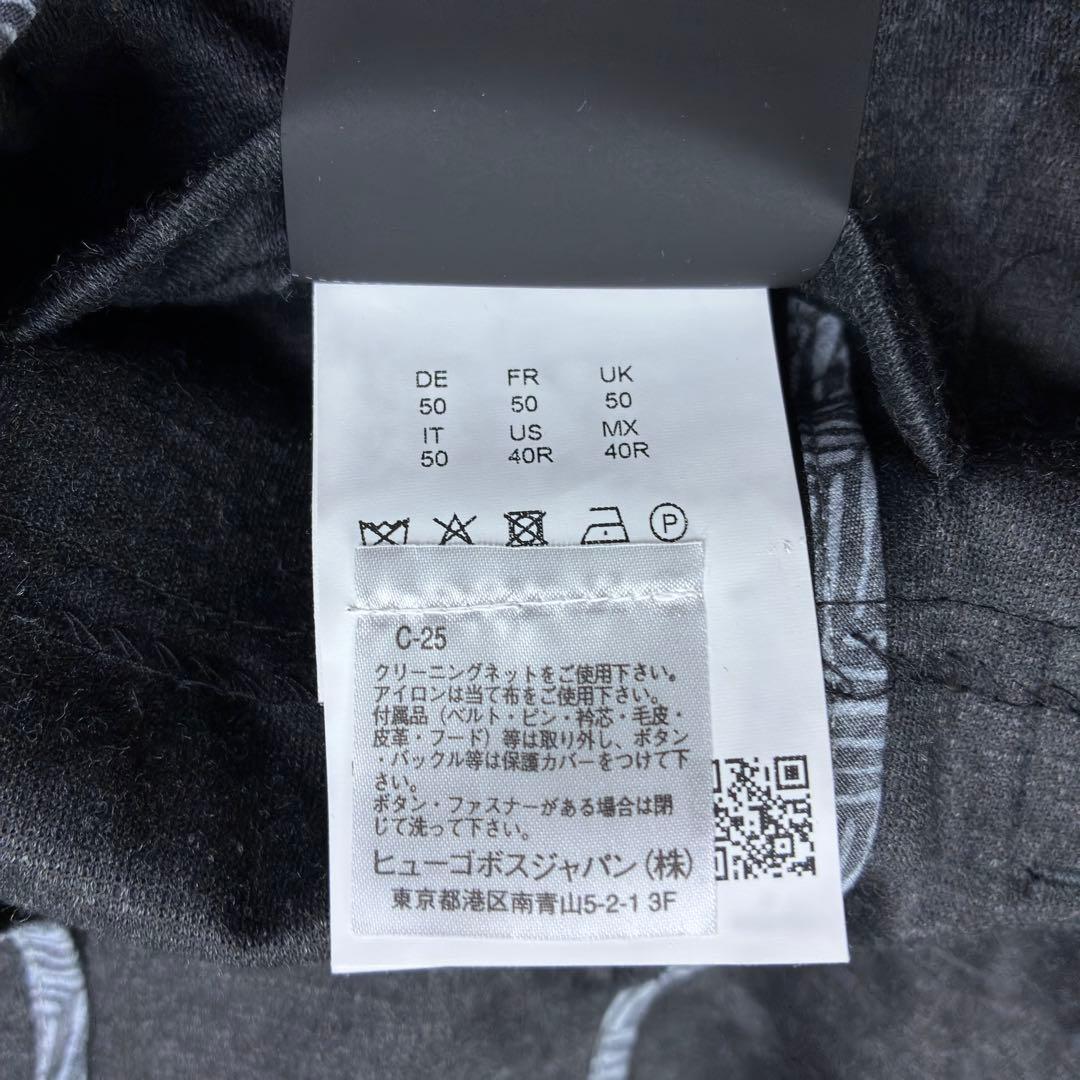 DE FR UK
50 50 50
IT US MX
50 40R 40R
P
C-25
クリーニングネットをご使用下さい。
アイロンは当て布をご使用下さい。
付属品（ベルト・ピン・衿芯・毛皮・
皮革・フード）等は取り外し、ボタン
・バックル等は保護カバーをつけて下
さい。
ボタン・ファスナーがある場合は閉
じて洗って下さい。
ヒューゴボスジャパン（株）
東京都港区南青山5-2-1 3F